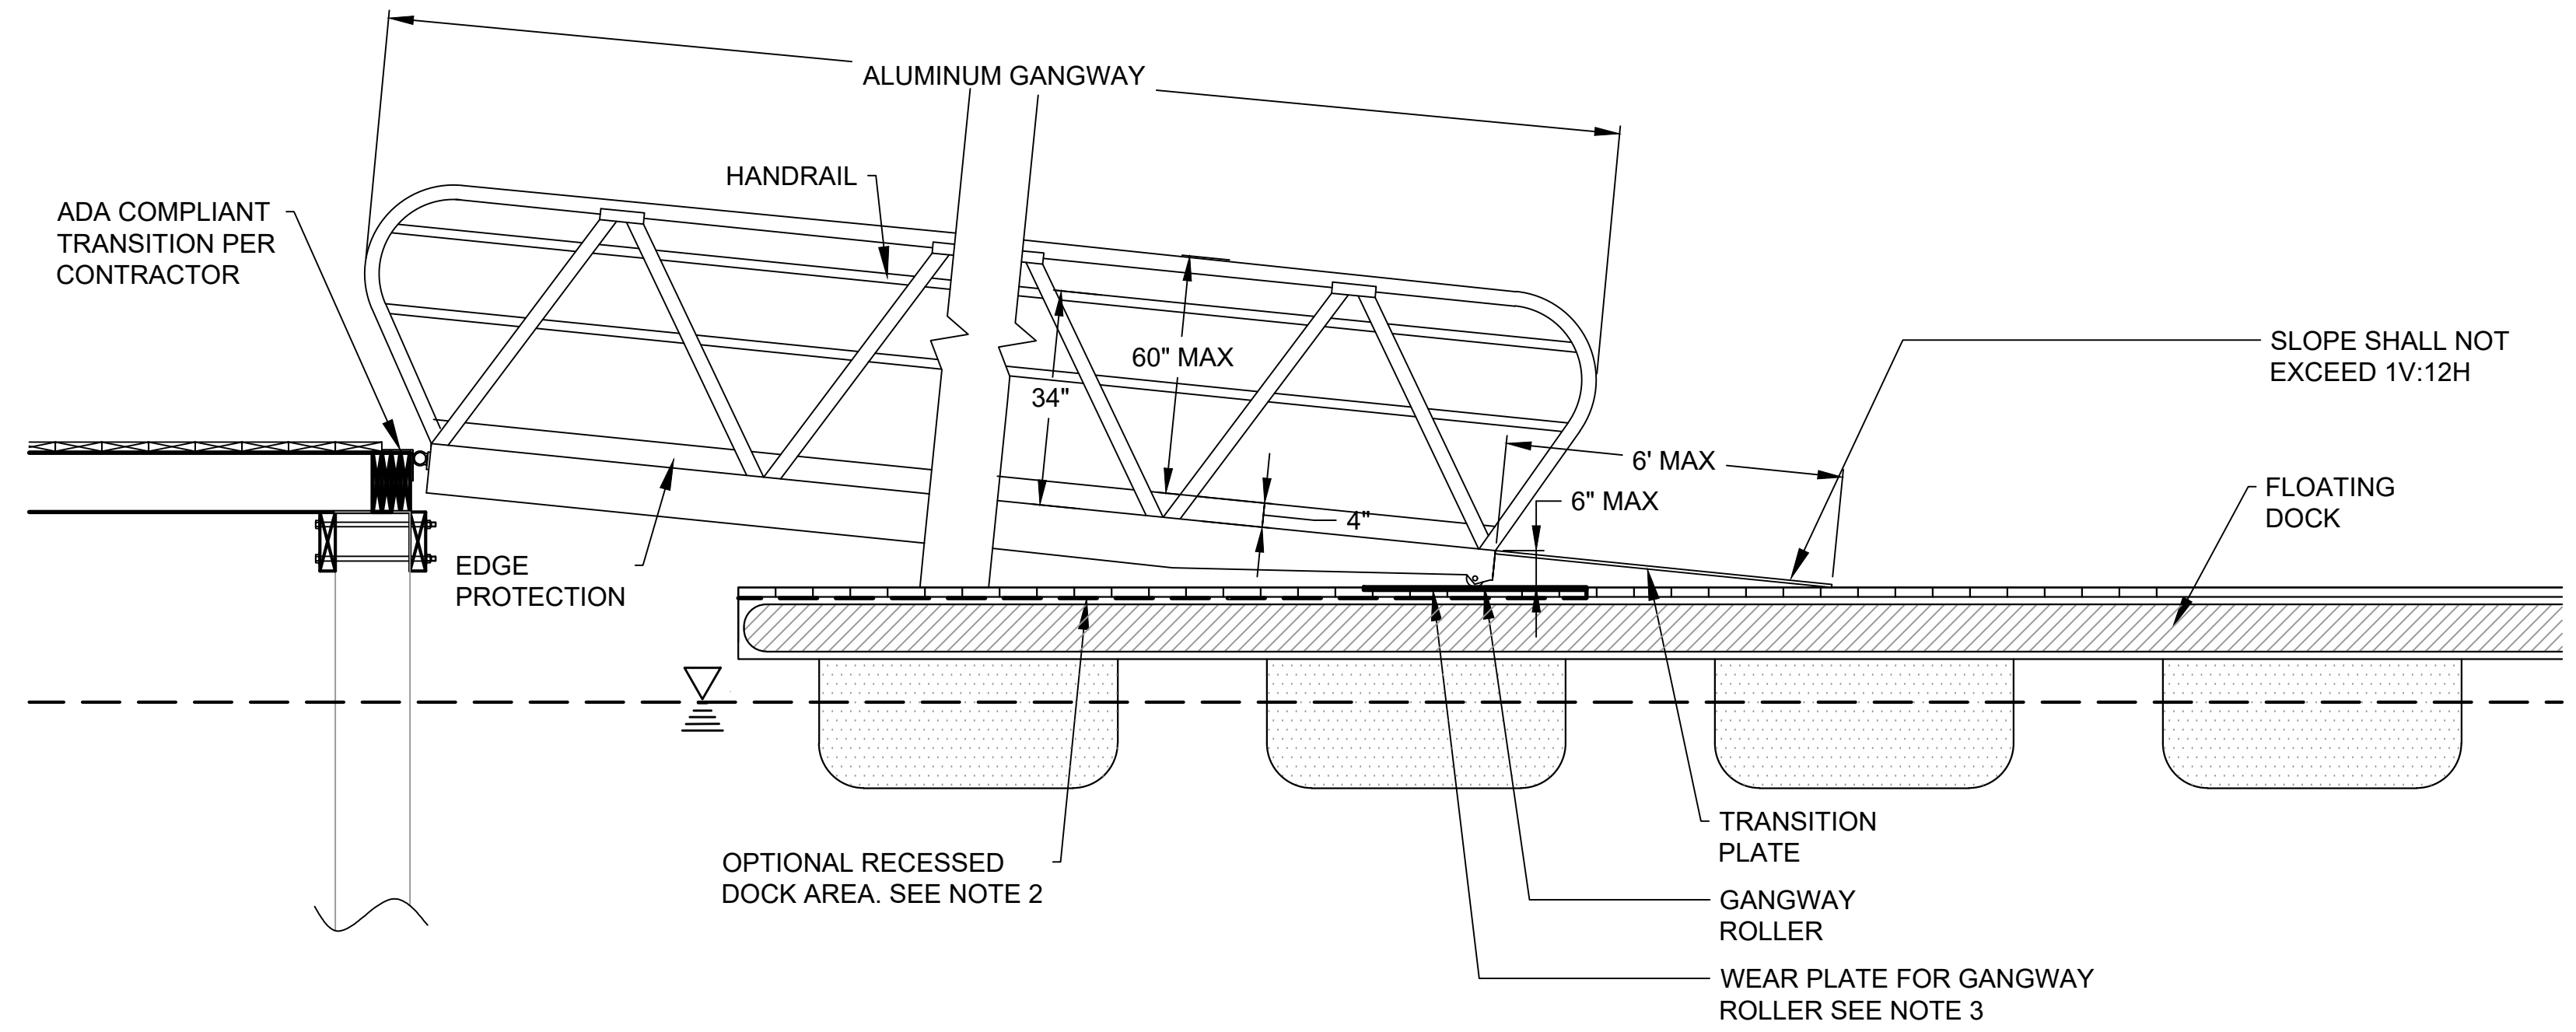 ALUMINUM GANGWAY
HANDRAIL
ADA COMPLIANT
TRANSITION PER
CONTRACTOR
60" MAX
34"
SLOPE SHALL NOT
EXCEED 1V:12H
6' MAX
6" MAX
4"
FLOATING
DOCK
EDGE
PROTECTION
OPTIONAL RECESSED
DOCK AREA. SEE NOTE 2
TRANSITION
PLATE
GANGWAY
ROLLER
WEAR PLATE FOR GANGWAY
ROLLER SEE NOTE 3